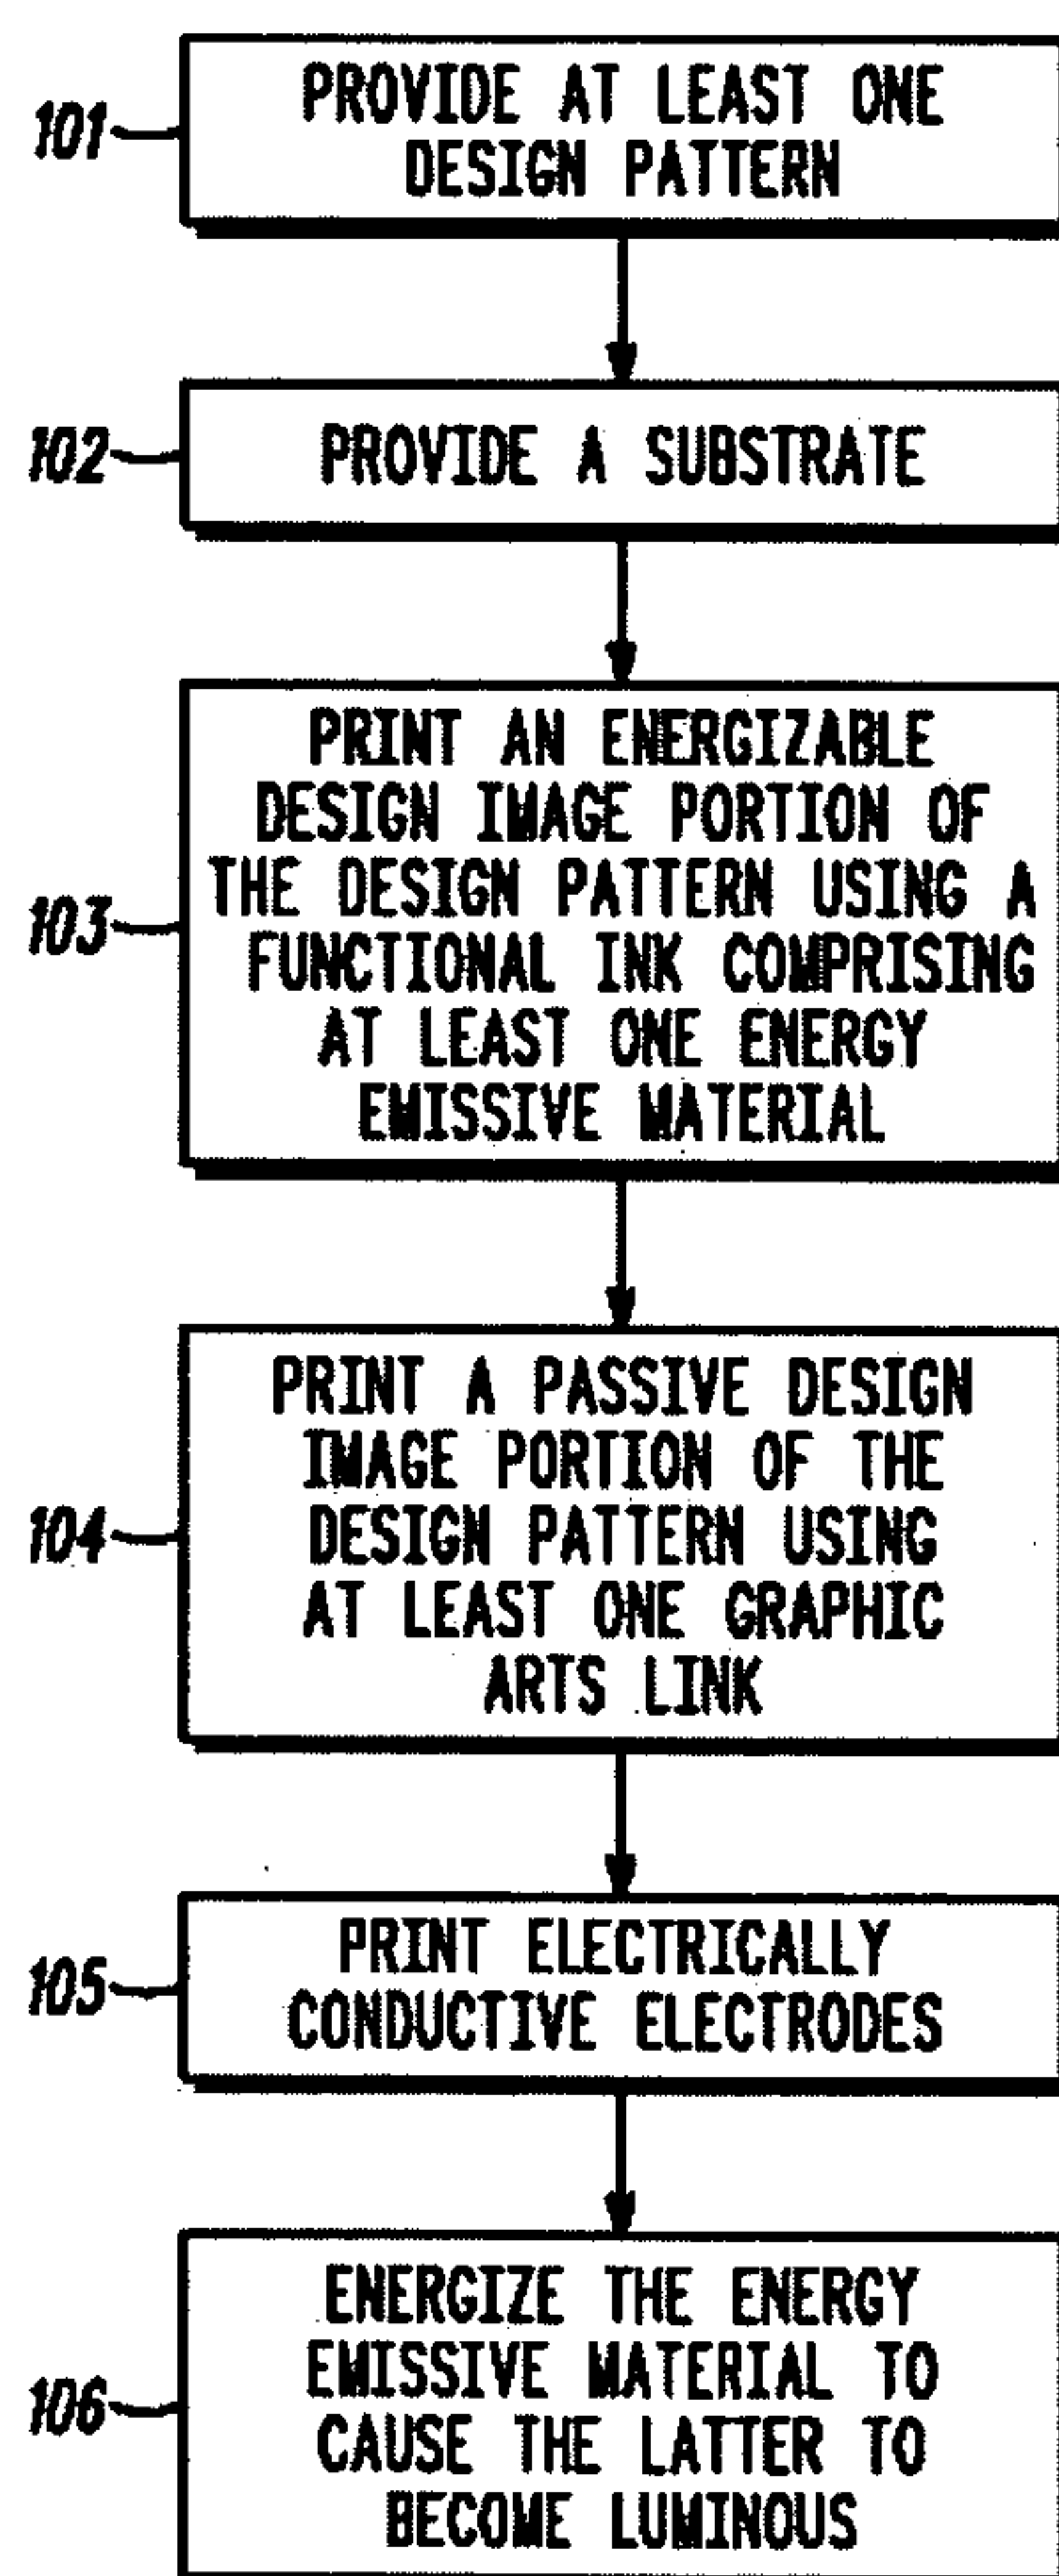 101
PROVIDE AT LEAST ONE
DESIGN PATTERN
102
PROVIDE A SUBSTRATE
103
PRINT AN ENERGIZABLE
DESIGN IMAGE PORTION OF
THE DESIGN PATTERN USING A
FUNCTIONAL INK COMPRISING
AT LEAST ONE ENERGY
EMISSIVE MATERIAL
104
PRINT A PASSIVE DESIGN
IMAGE PORTION OF THE
DESIGN PATTERN USING
AT LEAST ONE GRAPHIC
ARTS LINK
105
PRINT ELECTRICALLY
CONDUCTIVE ELECTRODES
106
ENERGIZE THE ENERGY
EMISSIVE MATERIAL TO
CAUSE THE LATTER TO
BECOME LUMINOUS